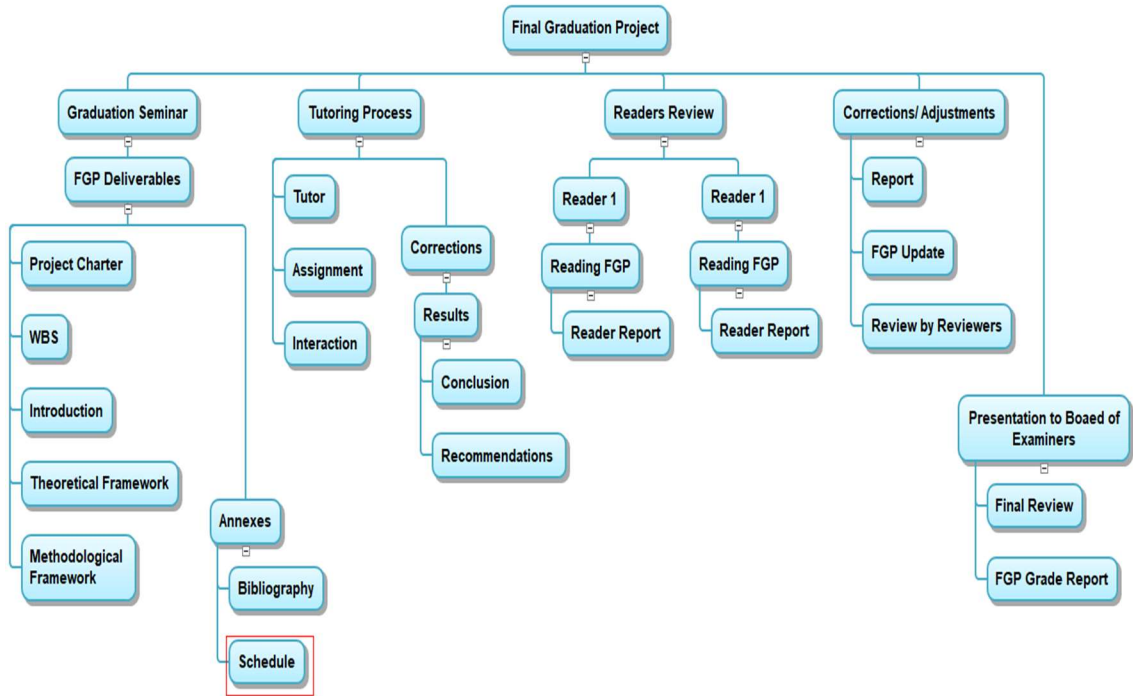 Final Graduation Project
Graduation Seminar
Tutoring Process
Readers Review
Corrections/ Adjustments
FGP Deliverables
Project Charter
WBS
Introduction
Theoretical Framework
Methodological
Framework
Annexes
Bibliography
Schedule
Tutor
Assignment
Interaction
Corrections
Results
Conclusion
Recommendations
Reader 1
Reading FGP
Reader Report
Reader 1
Reading FGP
Reader Report
Report
FGP Update
Review by Reviewers
Presentation to Boaed of
Examiners
Final Review
FGP Grade Report